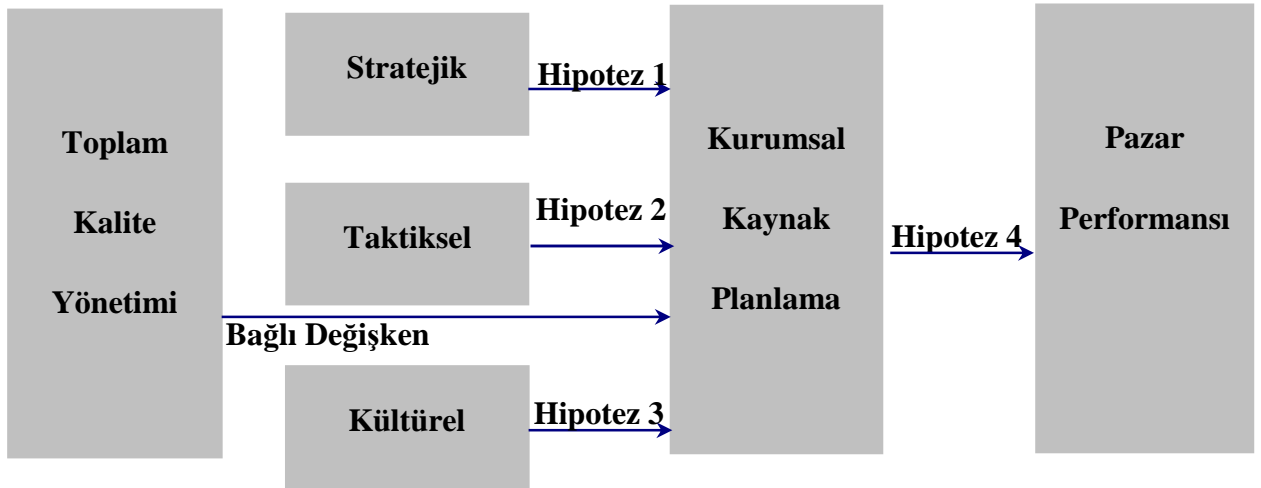 Toplam
Kalite
Yönetimi
Stratejik
Hipotez 1
Taktiksel
Hipotez 2
Bağlı Değişken
Kültürel
Hipotez 3
Kurumsal
Kaynak
Planlama
Hipotez 4
Pazar
Performansı